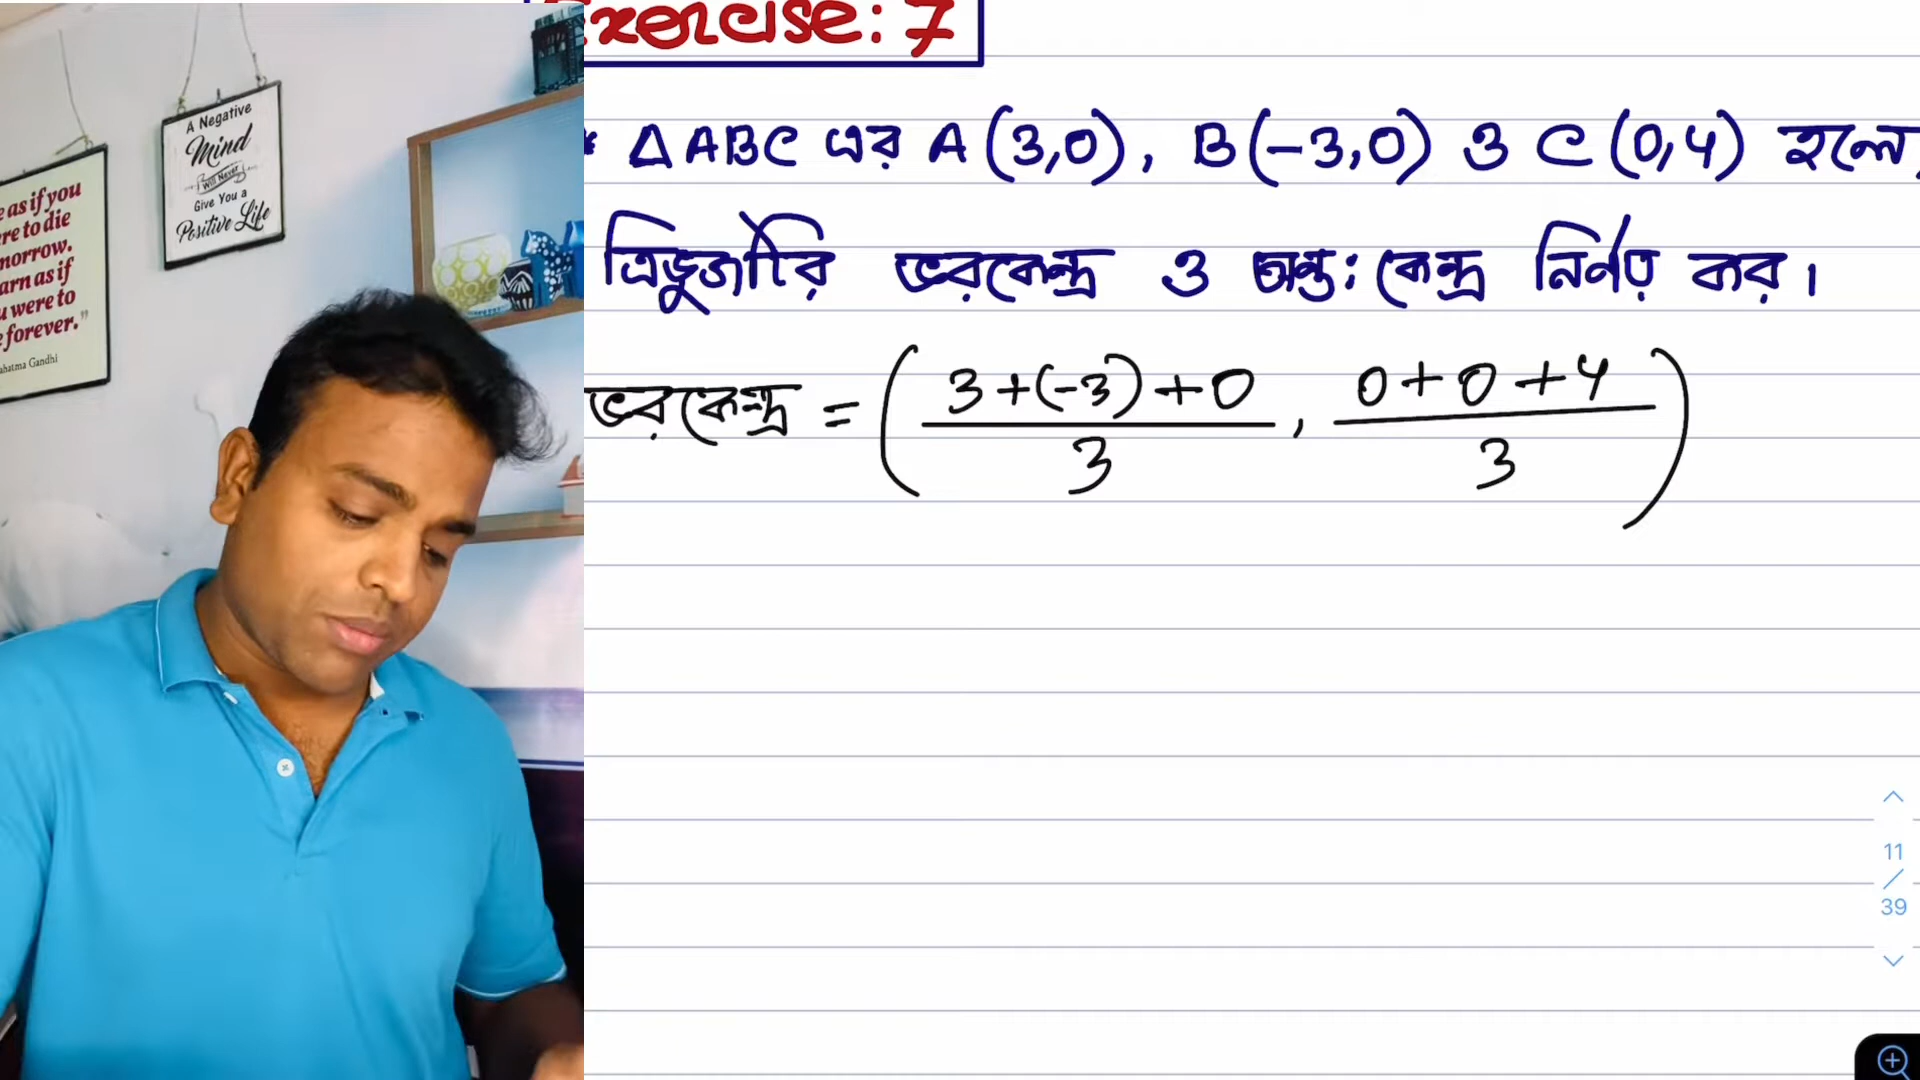 Exercise: 7
* Δ ABC এর A (3,0), B(-3,0) ও C (0,4) হলে,
ত্রিভুজটির ভরকেন্দ্র ও অন্ত: কেন্দ্র নির্ণয় কর।
ভরকেন্দ্র = ( 3+(-3)+0 / 3 , 0+0+4 / 3 )
A Negative
Mind
Will Never
Give You a
Positive Life
e as if you
re to die
morrow.
arn as if
u were to
e forever.”
ahatma Gandhi
11
/
39